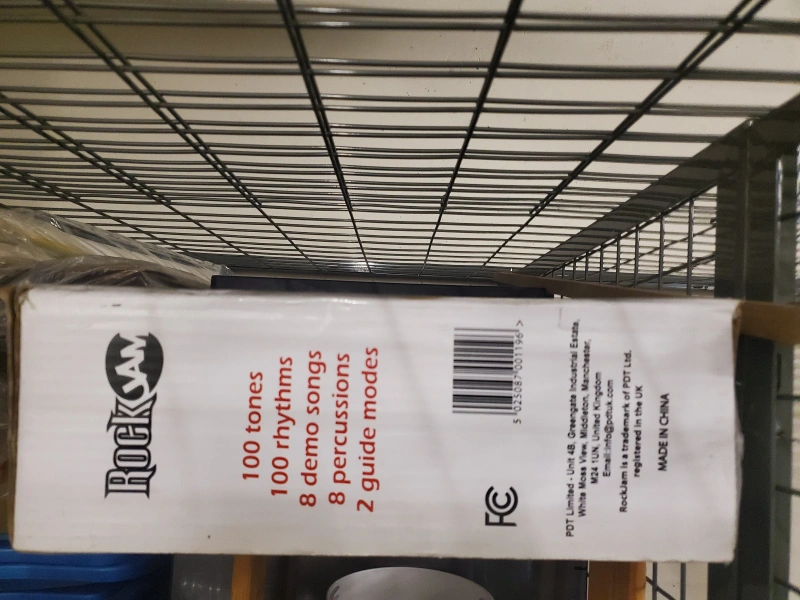 ROCKJAM
100 tones
100 rhythms
8 demo songs
8 percussions
2 guide modes
5 025087 001196 >
FC
PDT Limited - Unit 4B, Greengate Industrial Estate,
White Moss View, Middleton, Manchester,
M24 1UN, United Kingdom
Email:info@pdtuk.com
RockJam is a trademark of PDT Ltd.
registered in the UK
MADE IN CHINA